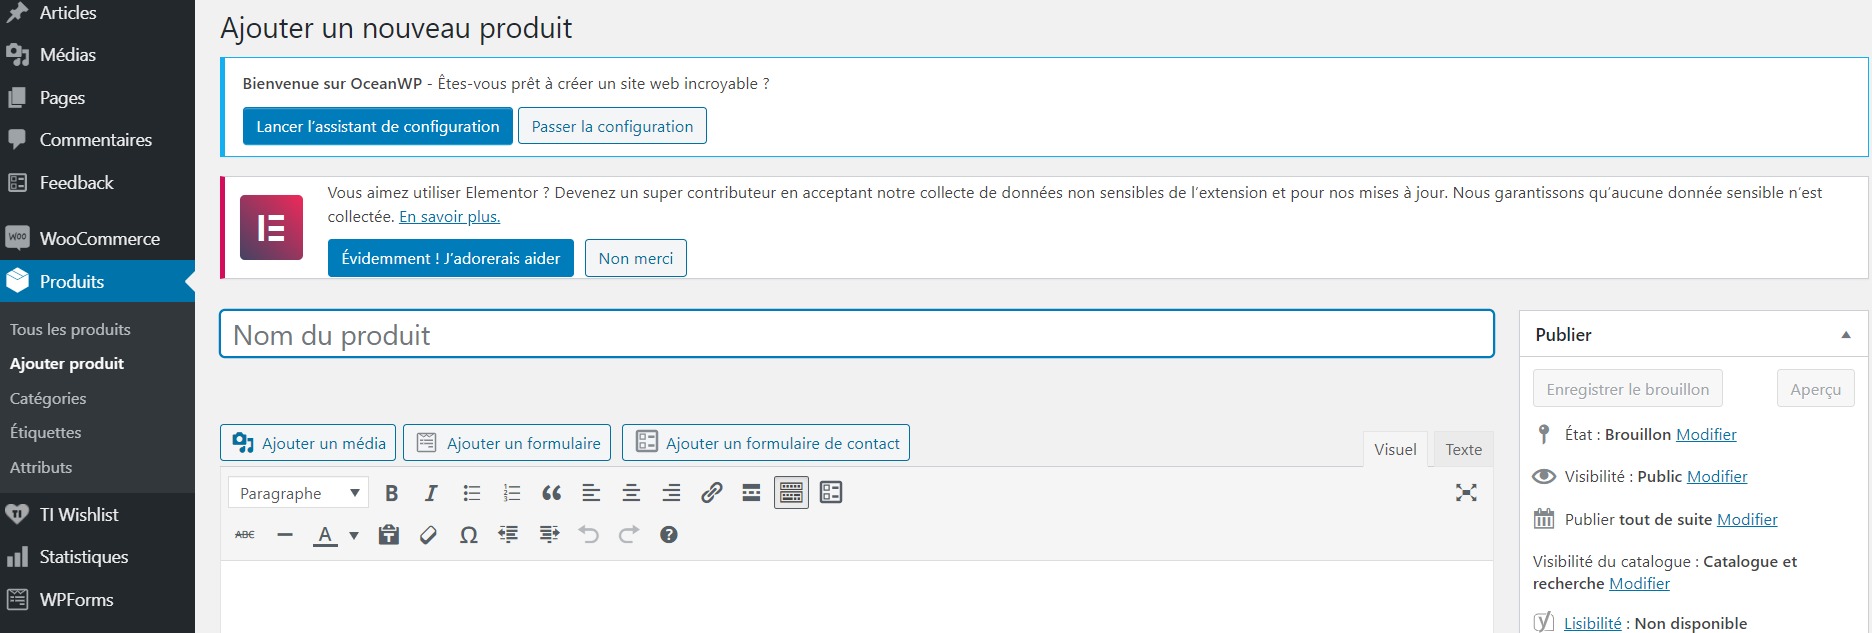 Articles
Médias
Pages
Commentaires
Feedback
WOO WooCommerce
Produits
Tous les produits
Ajouter produit
Catégories
Étiquettes
Attributs
TI TI Wishlist
Statistiques
WPForms
Ajouter un nouveau produit
Bienvenue sur OceanWP - Êtes-vous prêt à créer un site web incroyable ?
Lancer l’assistant de configuration Passer la configuration
Vous aimez utiliser Elementor ? Devenez un super contributeur en acceptant notre collecte de données non sensibles de l’extension et pour nos mises à jour. Nous garantissons qu’aucune donnée sensible n’est
collectée. En savoir plus.
Évidemment ! J’adorerais aider Non merci
Nom du produit
Ajouter un média Ajouter un formulaire Ajouter un formulaire de contact
Visuel Texte
Paragraphe B I
ABC A Ω
Publier
Enregistrer le brouillon Aperçu
État : Brouillon Modifier
Visibilité : Public Modifier
Publier tout de suite Modifier
Visibilité du catalogue : Catalogue et
recherche Modifier
Lisibilité : Non disponible